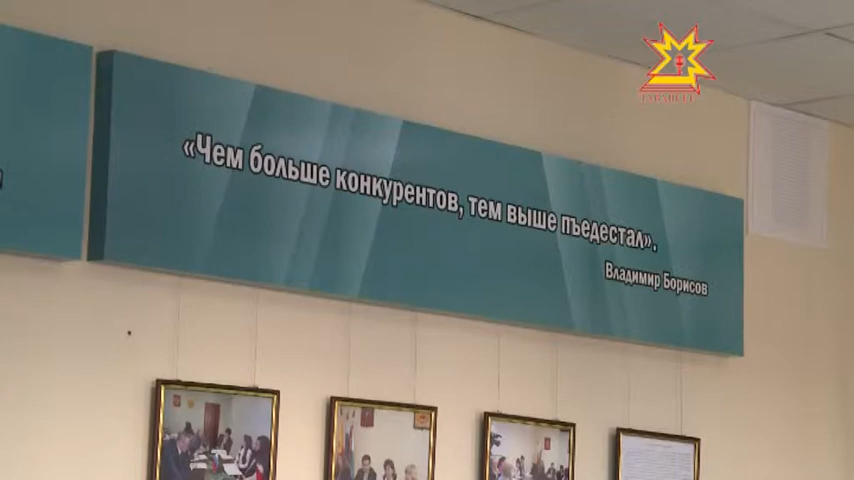 «Чем больше конкурентов, тем выше пъедестал».
Владимир Борисов